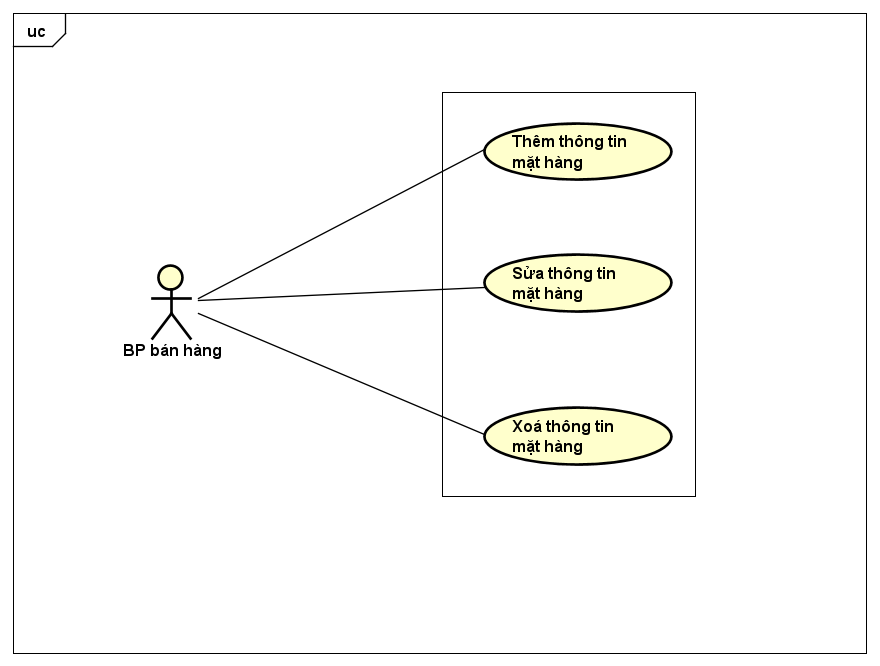 uc
Thêm thông tin
mặt hàng
Sửa thông tin
mặt hàng
BP bán hàng
Xoá thông tin
mặt hàng